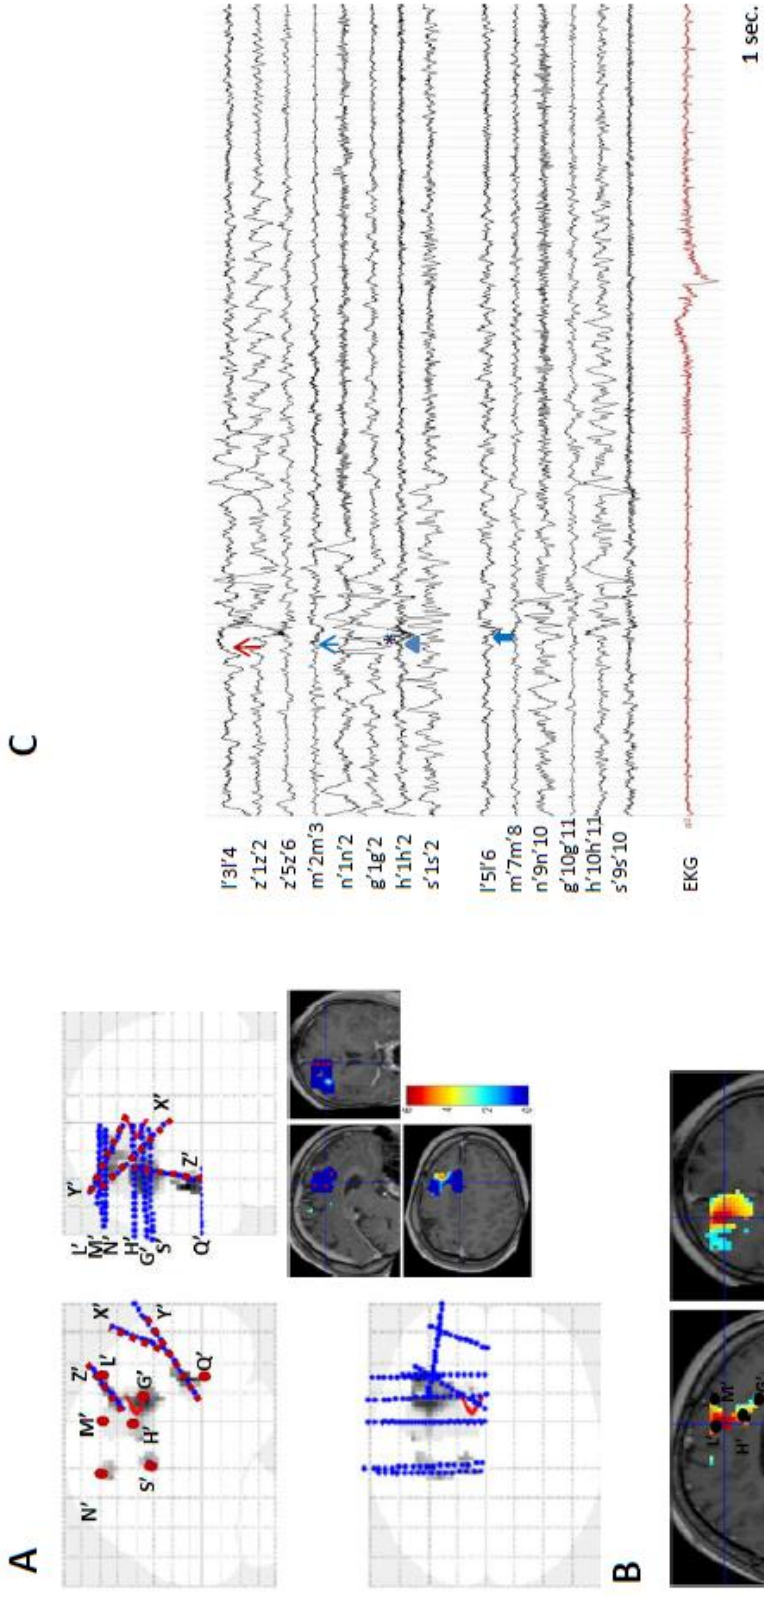 A
N'
M'
S'
H'
Z'
L'
G'
X'
Y'
Q'
L'
M'
N'
H'
G'
S'
Q'
Y'
Z'
X'
B
L'
M'
H'
G'
C
l'3l'4
z'1z'2
z'5z'6
m'2m'3
n'1n'2
g'1g'2
*
h'1h'2
s'1s'2
l'5l'6
m'7m'8
n'9n'10
g'10g'11
h'10h'11
s'9s'10
EKG
1 sec.